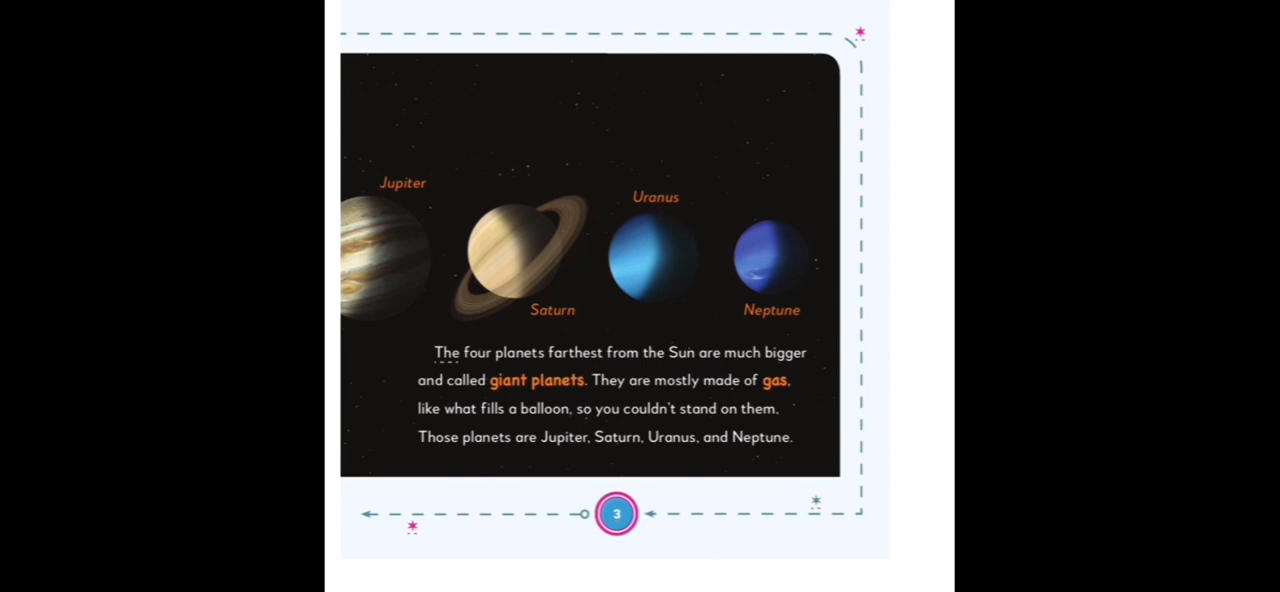 Jupiter
Uranus
Saturn
Neptune
The four planets farthest from the Sun are much bigger
and called giant planets. They are mostly made of gas,
like what fills a balloon, so you couldn't stand on them.
Those planets are Jupiter, Saturn, Uranus, and Neptune.
3